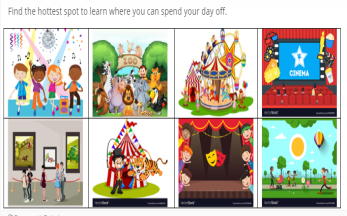 Find the hottest spot to learn where you can spend your day off.
ZOO
CINEMA